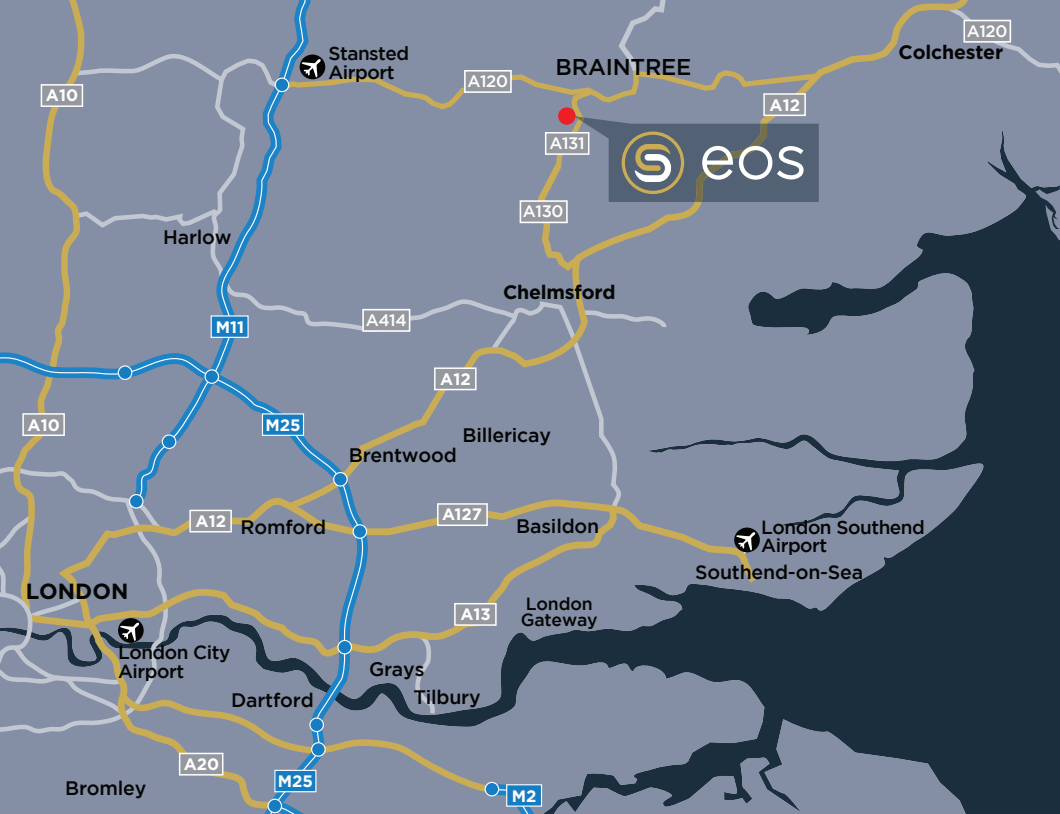 A120
Colchester
Stansted
Airport
BRAINTREE
A120
A10
A12
A131
eos
A130
Harlow
Chelmsford
A414
M11
A12
M25
A10
Billericay
Brentwood
A127
A12
Romford
Basildon
London Southend
Airport
Southend-on-Sea
LONDON
London
Gateway
A13
London City
Airport
Grays
Tilbury
Dartford
A20
M25
Bromley
M2